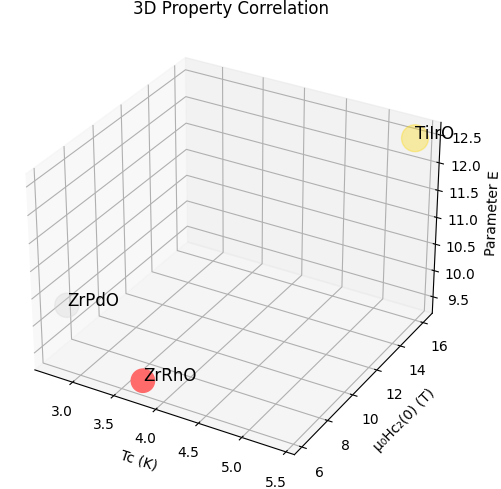 3D Property Correlation
TiIrO
ZrPdO
ZrRhO
12.5
12.0
11.5
11.0
10.5
10.0
9.5
Parameter E
3.0
3.5
4.0
4.5
5.0
5.5
Tc (K)
6
8
10
12
14
16
μ₀Hc₂(0) (T)